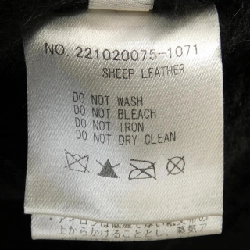 NO. 221020075-1071
SHEEP LEATHER
DO NOT WASH
DO NOT BLEACH
DO NOT IRON
DO NOT DRY CLEAN